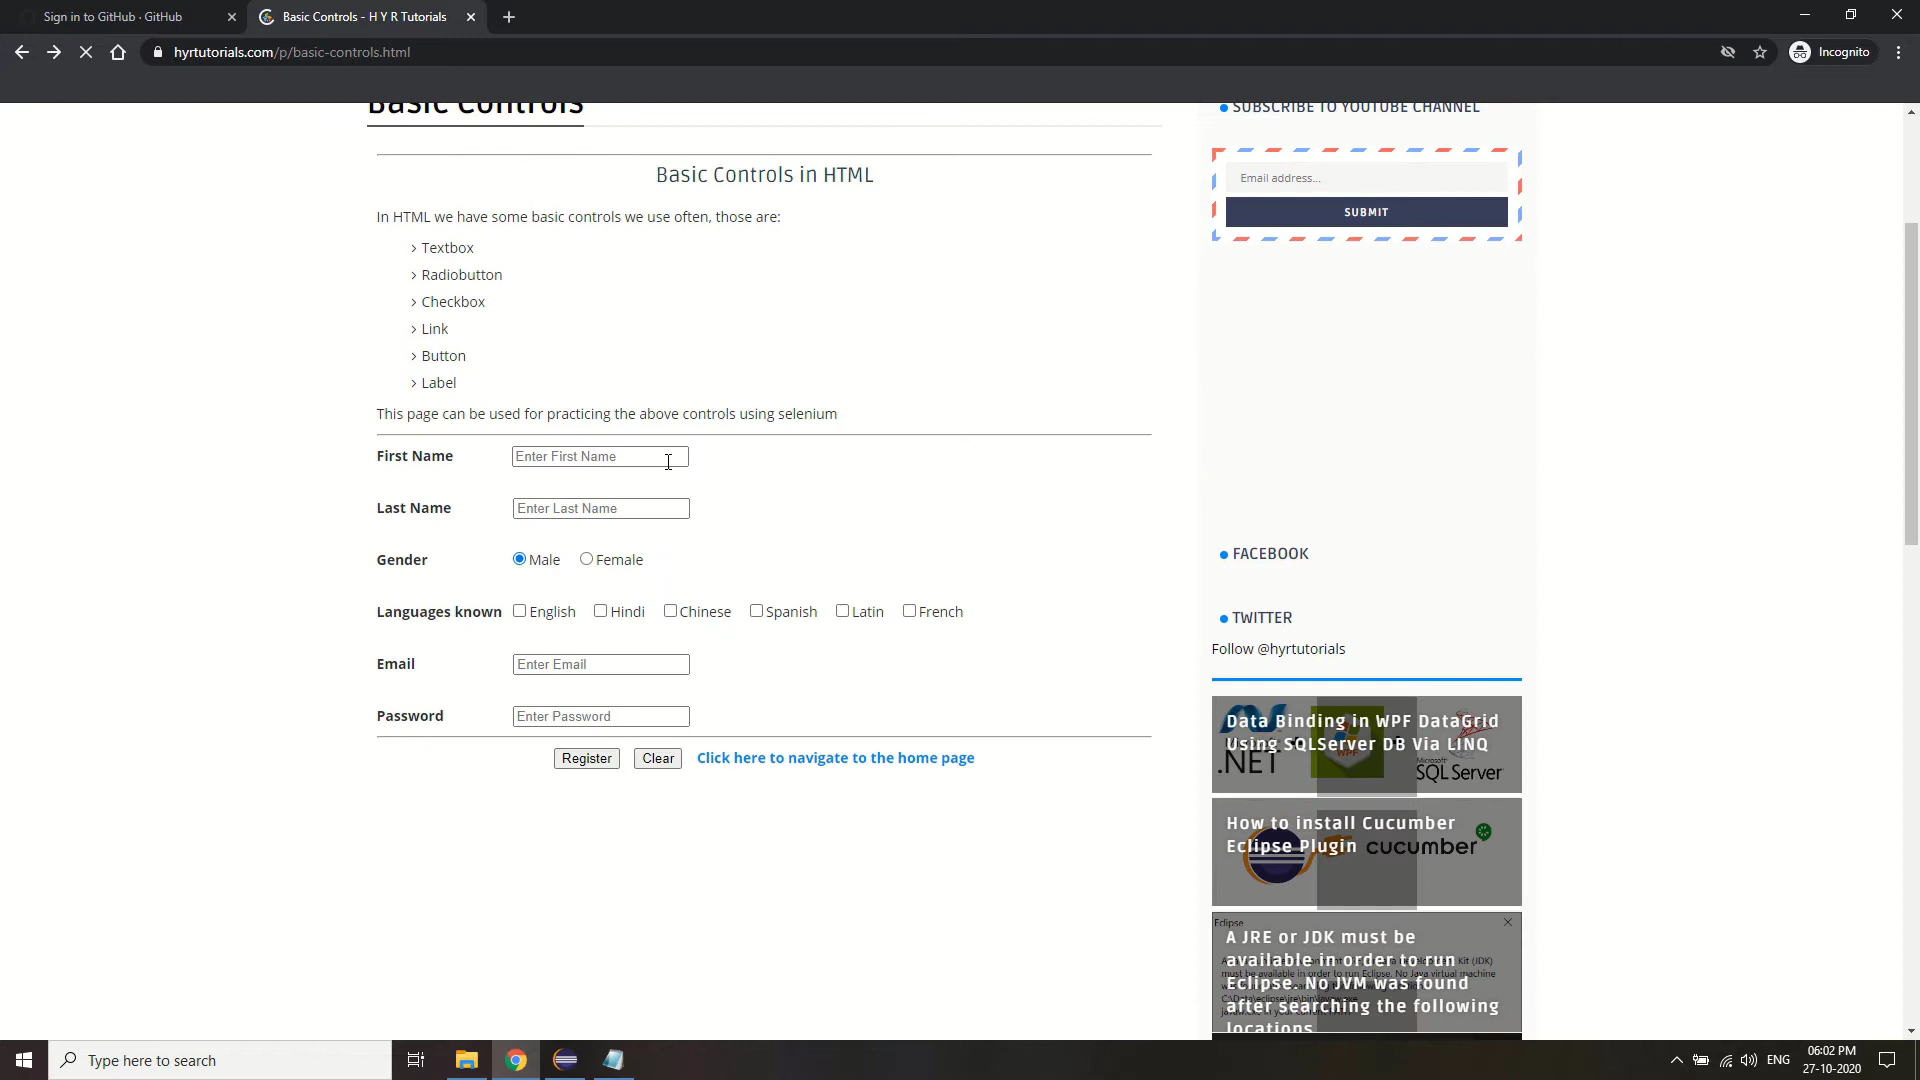 Sign in to GitHub · GitHub
Basic Controls - H Y R Tutorials
hyrtutorials.com/p/basic-controls.html
Incognito
Basic Controls
Basic Controls in HTML
In HTML we have some basic controls we use often, those are:
Textbox
Radiobutton
Checkbox
Link
Button
Label
This page can be used for practicing the above controls using selenium
First Name Enter First Name
Last Name Enter Last Name
Gender Male Female
Languages known English Hindi Chinese Spanish Latin French
Email Enter Email
Password Enter Password
Register Clear Click here to navigate to the home page
SUBSCRIBE TO YOUTUBE CHANNEL
Email address...
SUBMIT
FACEBOOK
TWITTER
Follow @hyrtutorials
Data Binding in WPF DataGrid
Using SQLServer DB Via LINQ
.NET WPF Microsoft
SQL Server
How to install Cucumber
Eclipse Plugin
cucumber
Eclipse
A JRE or JDK must be
available in order to run
Eclipse. No JVM was found
after searching the following
locations
Type here to search
ENG
06:02 PM
27-10-2020